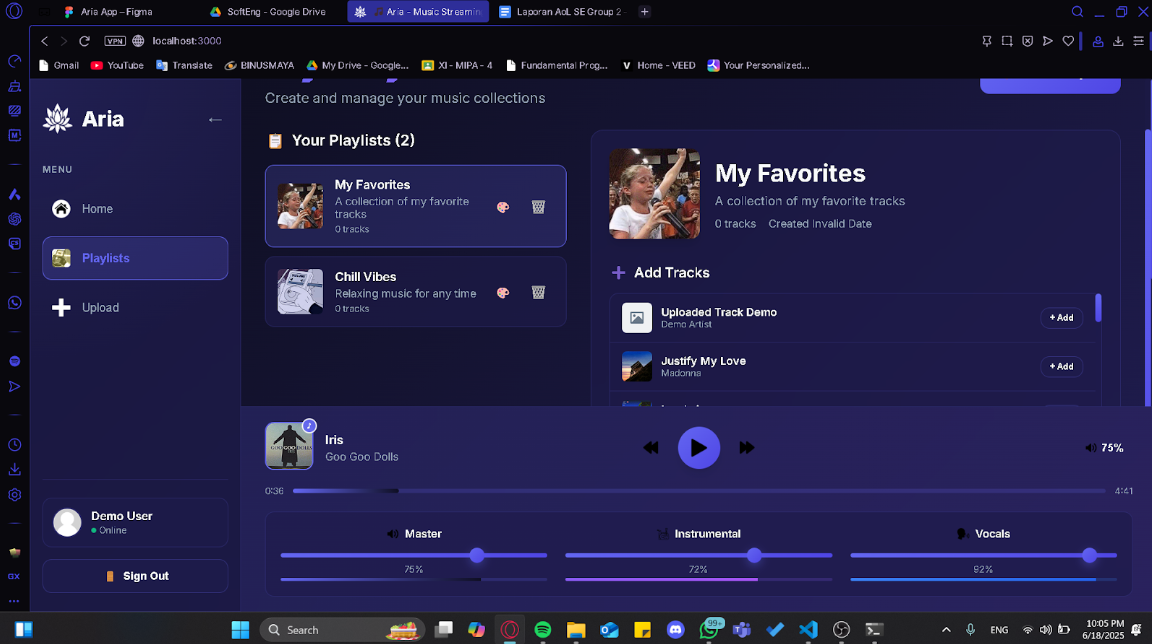 Aria App – Figma
SoftEng - Google Drive
Aria - Music Streamin
Laporan AoL SE Group 2 -
VPN
localhost:3000
Gmail
YouTube
Translate
BINUSMAYA
My Drive - Google...
XI - MIPA - 4
Fundamental Prog...
Home - VEED
Your Personalized...
Aria
←
MENU
Home
Playlists
Upload
Demo User
Online
Sign Out
Create and manage your music collections
Your Playlists (2)
My Favorites
A collection of my favorite
tracks
0 tracks
Chill Vibes
Relaxing music for any time
0 tracks
My Favorites
A collection of my favorite tracks
0 tracks Created Invalid Date
Add Tracks
Uploaded Track Demo
Demo Artist
+ Add
Justify My Love
Madonna
+ Add
GOO GOO DOLLS
Iris
Goo Goo Dolls
75%
0:36
4:41
Master
75%
Instrumental
72%
Vocals
92%
Search
99+
ENG
10:05 PM
6/18/2025